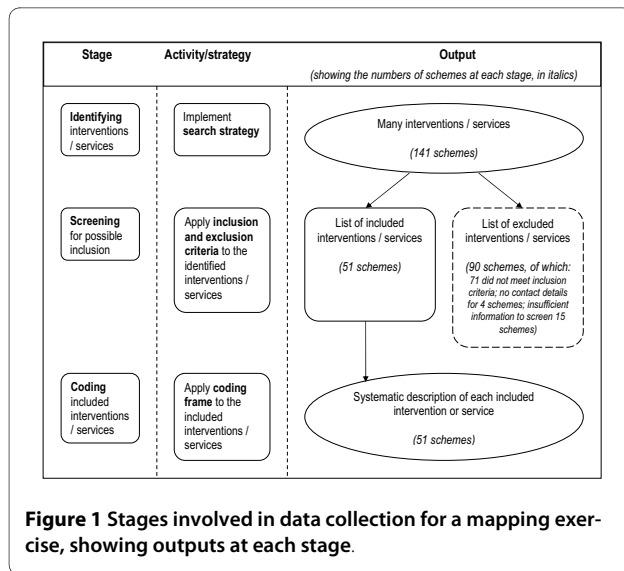 Stage
Activity/strategy
Output
(showing the numbers of schemes at each stage, in italics)
Identifying
interventions
/ services
Implement
search strategy
Many interventions / services
(141 schemes)
Screening
for possible
inclusion
Apply inclusion
and exclusion
criteria to the
identified
interventions /
services
List of included
interventions / services
(51 schemes)
List of excluded
interventions / services
(90 schemes, of which:
71 did not meet inclusion
criteria; no contact details
for 4 schemes; insufficient
information to screen 15
schemes)
Coding
included
interventions
/ services
Apply coding
frame to the
included
interventions /
services
Systematic description of each included
intervention or service
(51 schemes)
Figure 1 Stages involved in data collection for a mapping exer-
cise, showing outputs at each stage.